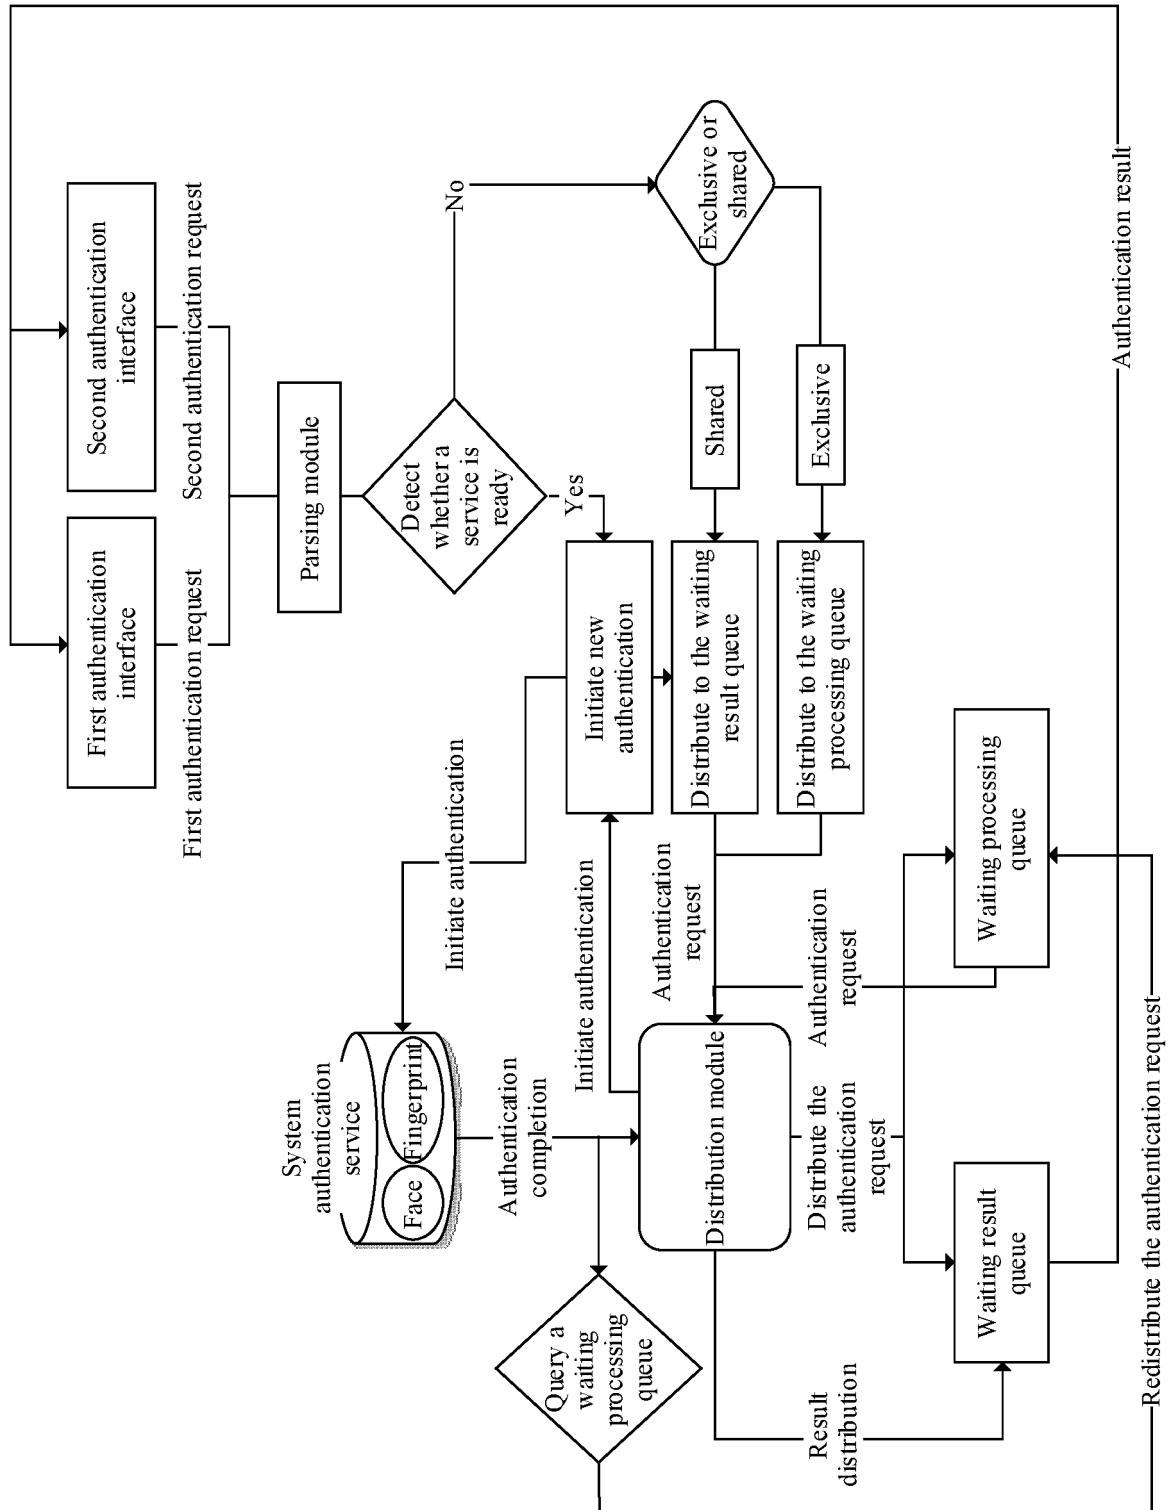 First authentication
interface
Second authentication
interface
First authentication request
Second authentication request
Parsing module
Detect
whether a
service is
ready
No
Yes
System
authentication
service
Face
Fingerprint
Initiate authentication
Authentication
completion
Initiate new
authentication
Initiate authentication
Query a
waiting
processing
queue
Distribution module
Authentication
request
Distribute to the waiting
result queue
Shared
Exclusive or
shared
Distribute to the waiting
processing queue
Exclusive
Result
distribution
Distribute the
authentication
request
Authentication
request
Waiting result
queue
Waiting processing
queue
Authentication result
Redistribute the authentication request